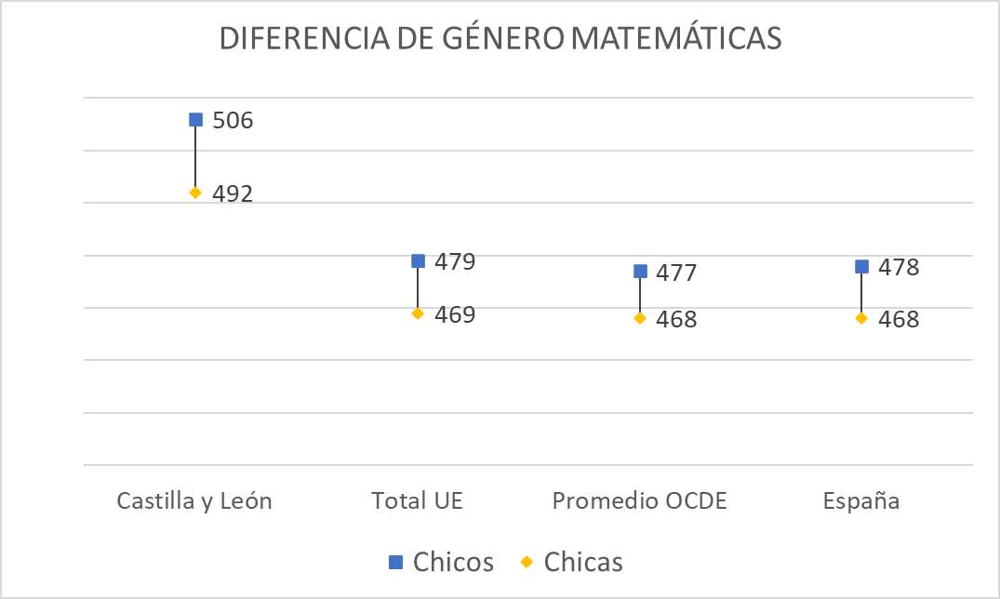 DIFERENCIA DE GÉNERO MATEMÁTICAS
506
492
479
469
477
468
478
468
Castilla y León
Total UE
Promedio OCDE
España
Chicos
Chicas